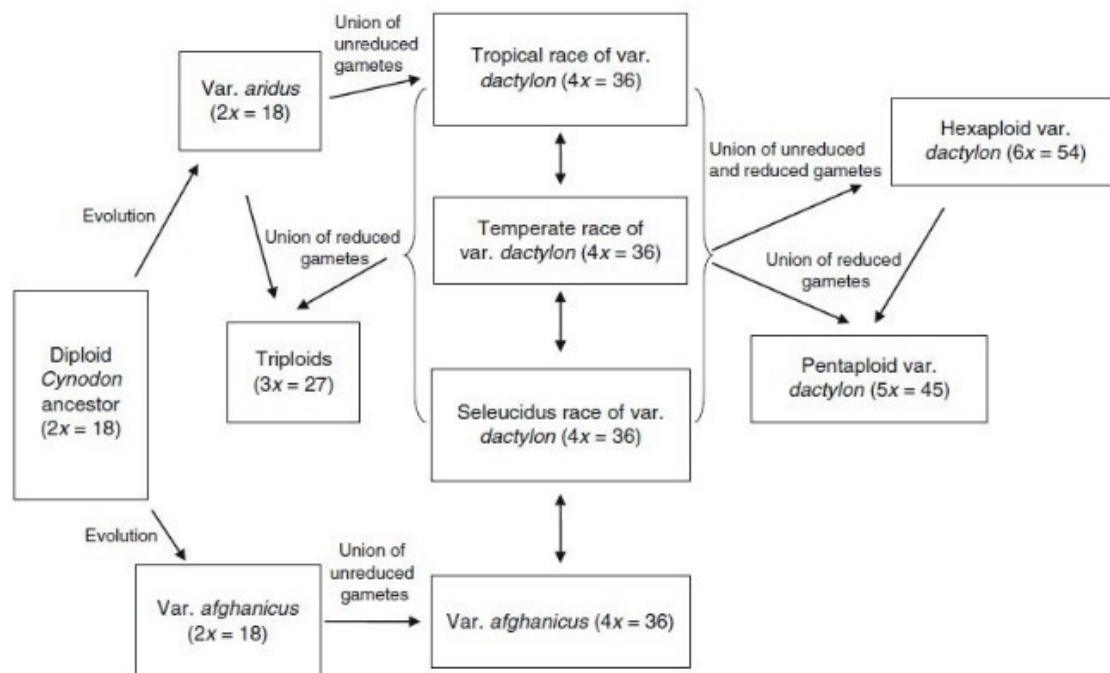 Union of
unreduced
gametes
Tropical race of var.
dactylon (4x = 36)
Var. aridus
(2x = 18)
Hexaploid var.
dactylon (6x = 54)
Union of unreduced
and reduced gametes
Evolution
Union of reduced
gametes
Temperate race of
var. dactylon (4x = 36)
Union of reduced
gametes
Diploid
Cynodon
ancestor
(2x = 18)
Triploids
(3x = 27)
Pentaploid var.
dactylon (5x = 45)
Seleucidus race of var.
dactylon (4x = 36)
Evolution
Union of
unreduced
gametes
Var. afghanicus
(2x = 18)
Var. afghanicus (4x = 36)